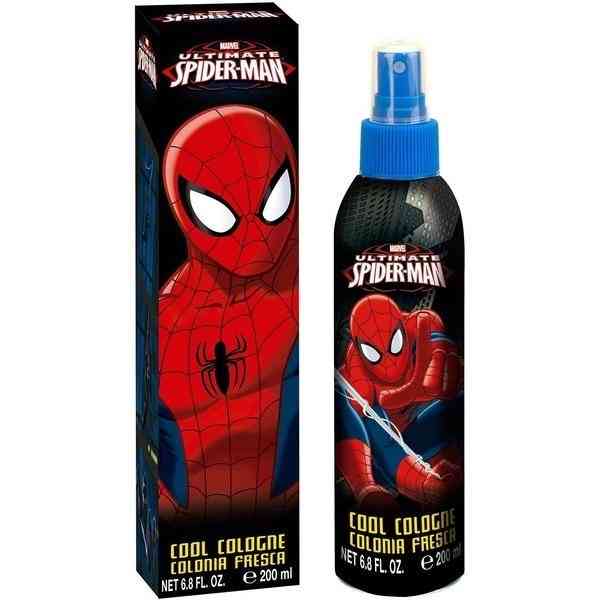 MARVEL
ULTIMATE
SPIDER-MAN
COOL COLOGNE
COLONIA FRESCA
NET 6.8 FL. OZ. ℮ 200 ml
MARVEL
ULTIMATE
SPIDER-MAN
COOL COLOGNE
COLONIA FRESCA
NET 6.8 FL. OZ. ℮ 200 ml